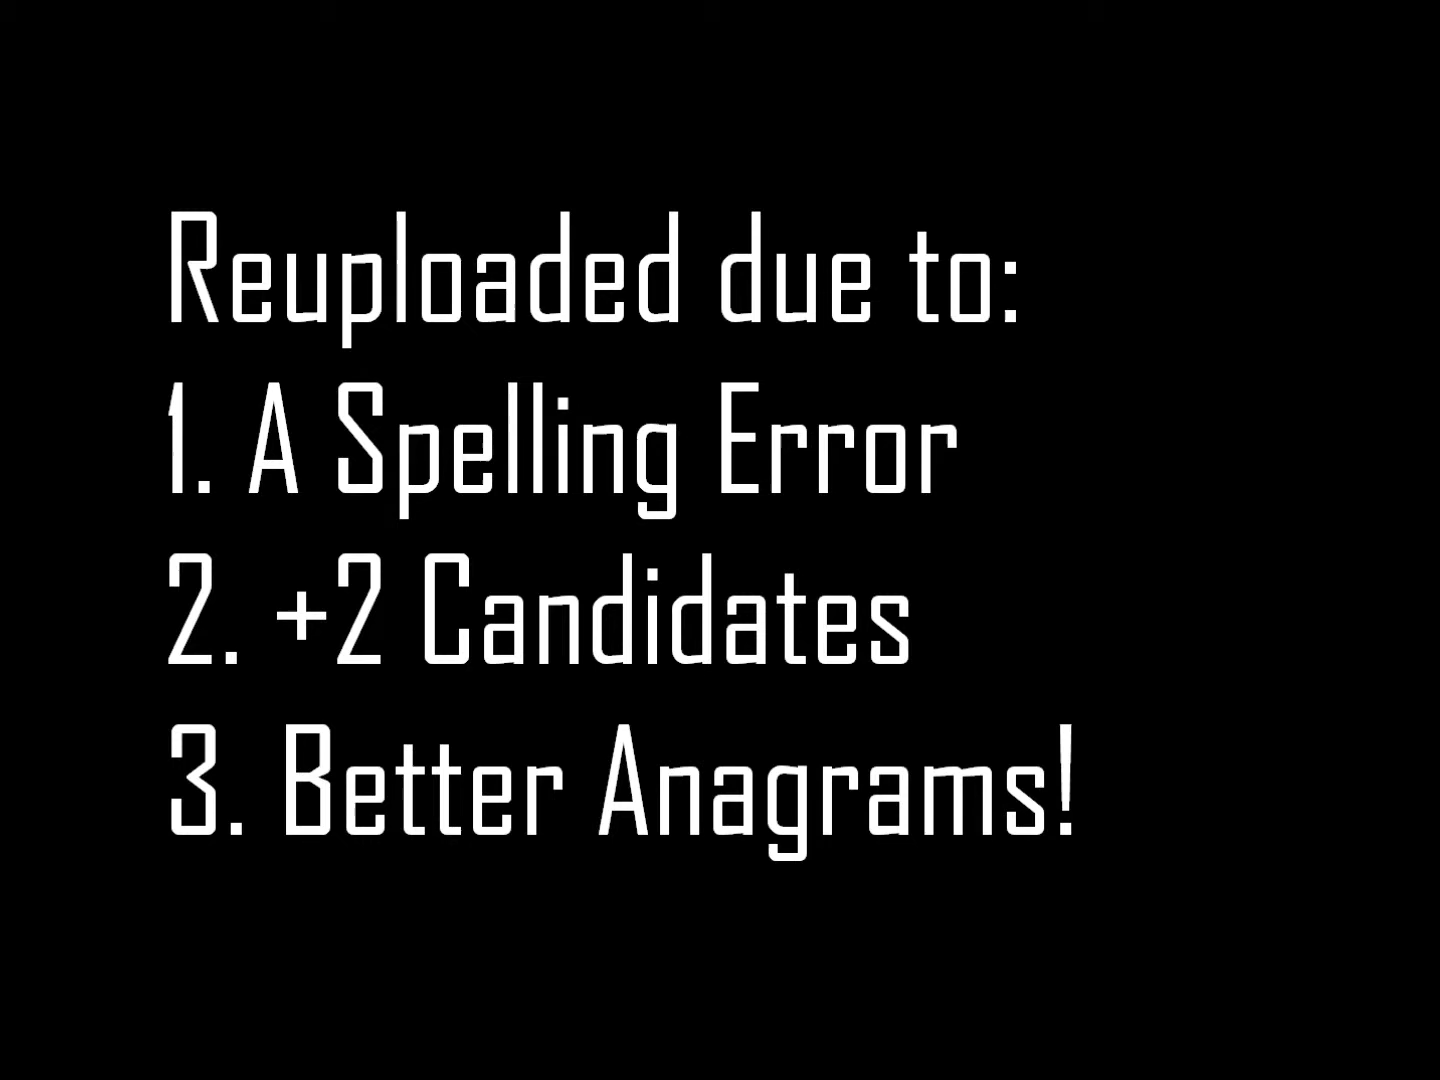 Reuploaded due to:
1. A Spelling Error
2. +2 Candidates
3. Better Anagrams!